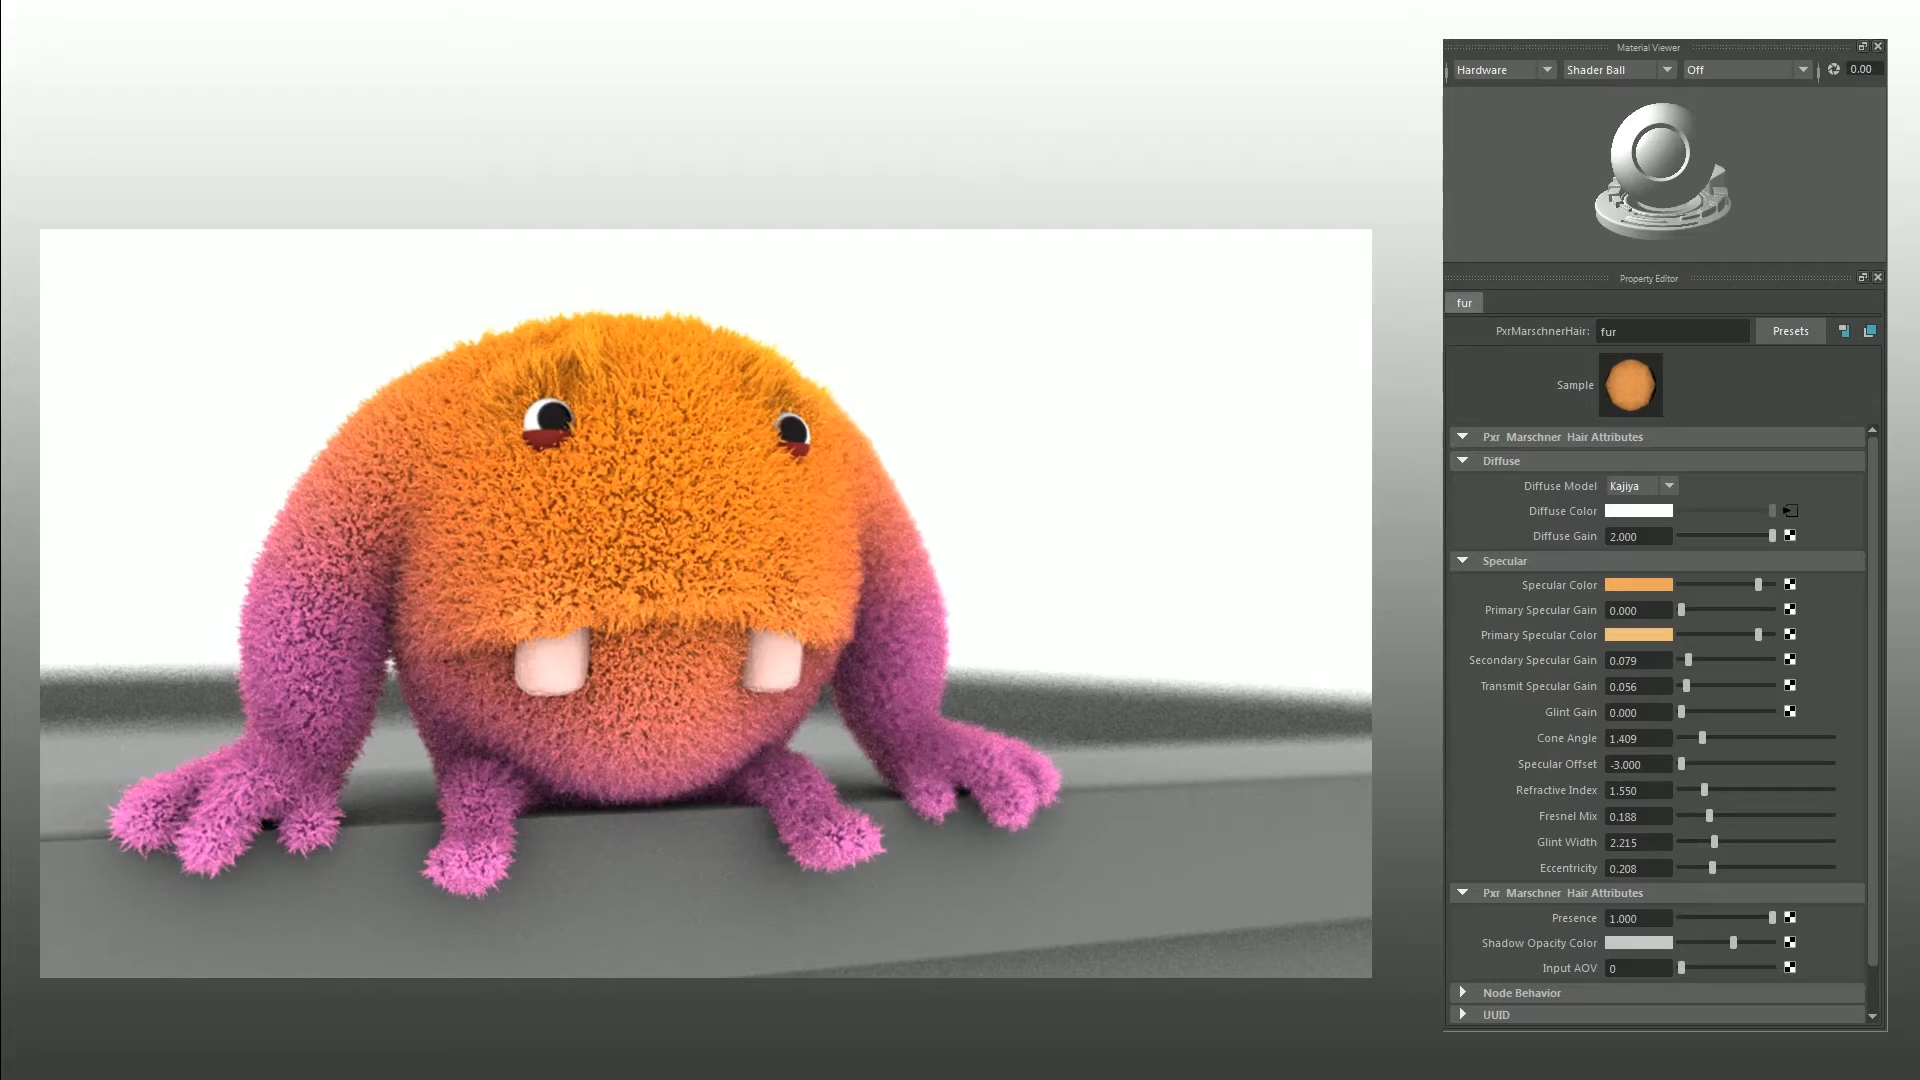 Material Viewer
Hardware Shader Ball Off 0.00
Property Editor
fur
PxrMarschnerHair: fur Presets
Sample
Pxr Marschner Hair Attributes
Diffuse
Diffuse Model Kajiya
Diffuse Color
Diffuse Gain 2.000
Specular
Specular Color
Primary Specular Gain 0.000
Primary Specular Color
Secondary Specular Gain 0.079
Transmit Specular Gain 0.056
Glint Gain 0.000
Cone Angle 1.409
Specular Offset -3.000
Refractive Index 1.550
Fresnel Mix 0.188
Glint Width 2.215
Eccentricity 0.208
Pxr Marschner Hair Attributes
Presence 1.000
Shadow Opacity Color
Input AOV 0
Node Behavior
UUID